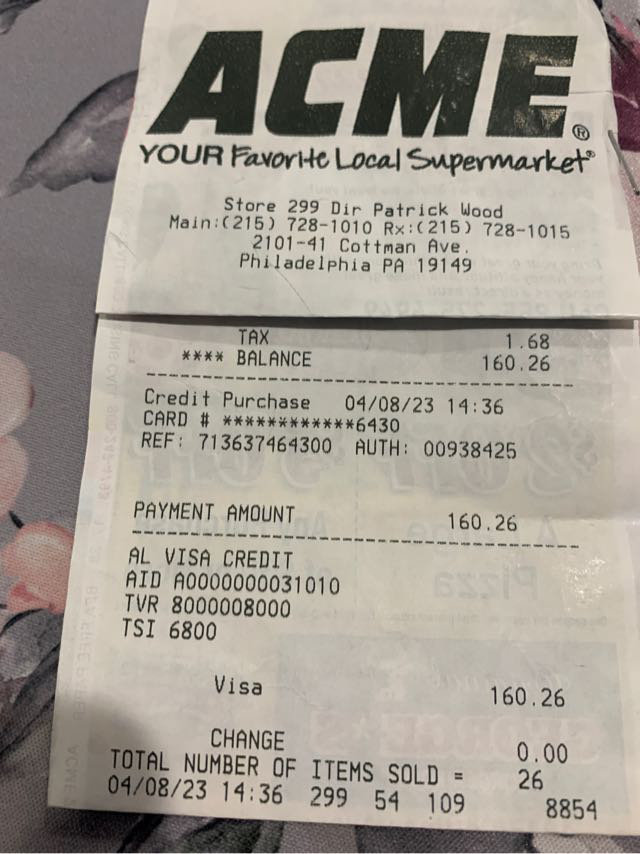 ACME®
YOUR Favorite Local Supermarket®
Store 299 Dir Patrick Wood
Main:(215) 728-1010 Rx:(215) 728-1015
2101-41 Cottman Ave.
Philadelphia PA 19149
TAX 1.68
**** BALANCE 160.26
Credit Purchase 04/08/23 14:36
CARD # ************6430
REF: 713637464300 AUTH: 00938425
PAYMENT AMOUNT 160.26
AL VISA CREDIT
AID A0000000031010
TVR 8000008000
TSI 6800
Visa 160.26
CHANGE 0.00
TOTAL NUMBER OF ITEMS SOLD = 26
04/08/23 14:36 299 54 109 8854